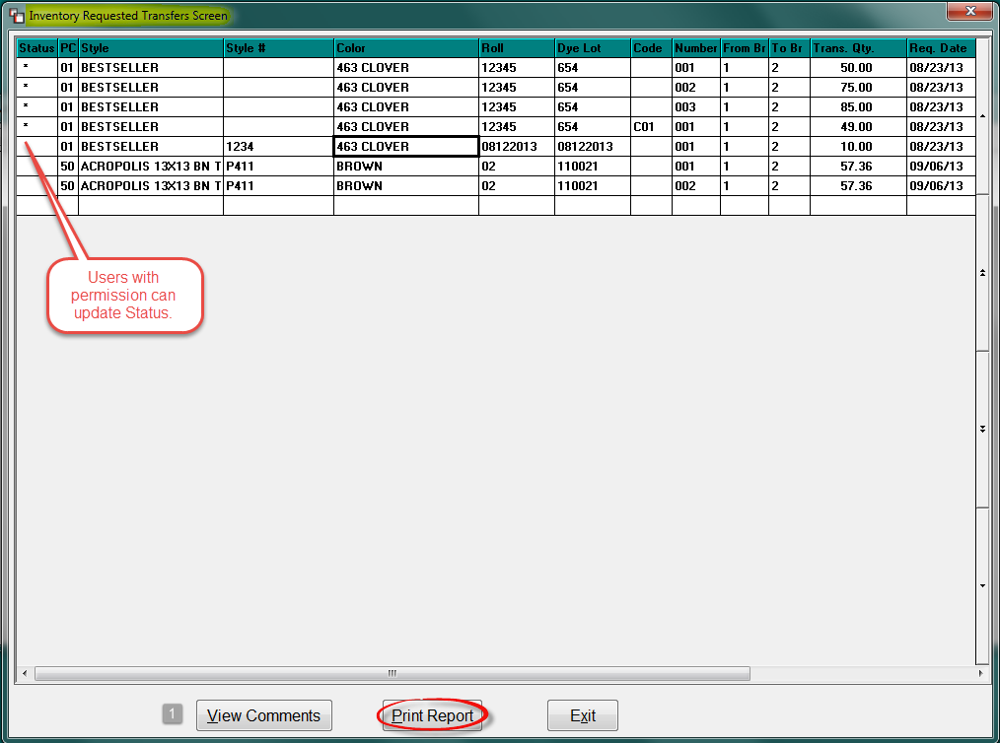 Inventory Requested Transfers Screen
Status PC Style Style # Color Roll Dye Lot Code Number From Br To Br Trans. Qty. Req. Date
* 01 BESTSELLER 463 CLOVER 12345 654 001 1 2 50.00 08/23/13
* 01 BESTSELLER 463 CLOVER 12345 654 002 1 2 75.00 08/23/13
* 01 BESTSELLER 463 CLOVER 12345 654 003 1 2 85.00 08/23/13
* 01 BESTSELLER 463 CLOVER 12345 654 C01 001 1 2 49.00 08/23/13
01 BESTSELLER 1234 463 CLOVER 08122013 08122013 001 1 2 10.00 08/23/13
50 ACROPOLIS 13X13 BN T P411 BROWN 02 110021 001 1 2 57.36 09/06/13
50 ACROPOLIS 13X13 BN T P411 BROWN 02 110021 002 1 2 57.36 09/06/13
Users with
permission can
update Status.
1 View Comments Print Report Exit